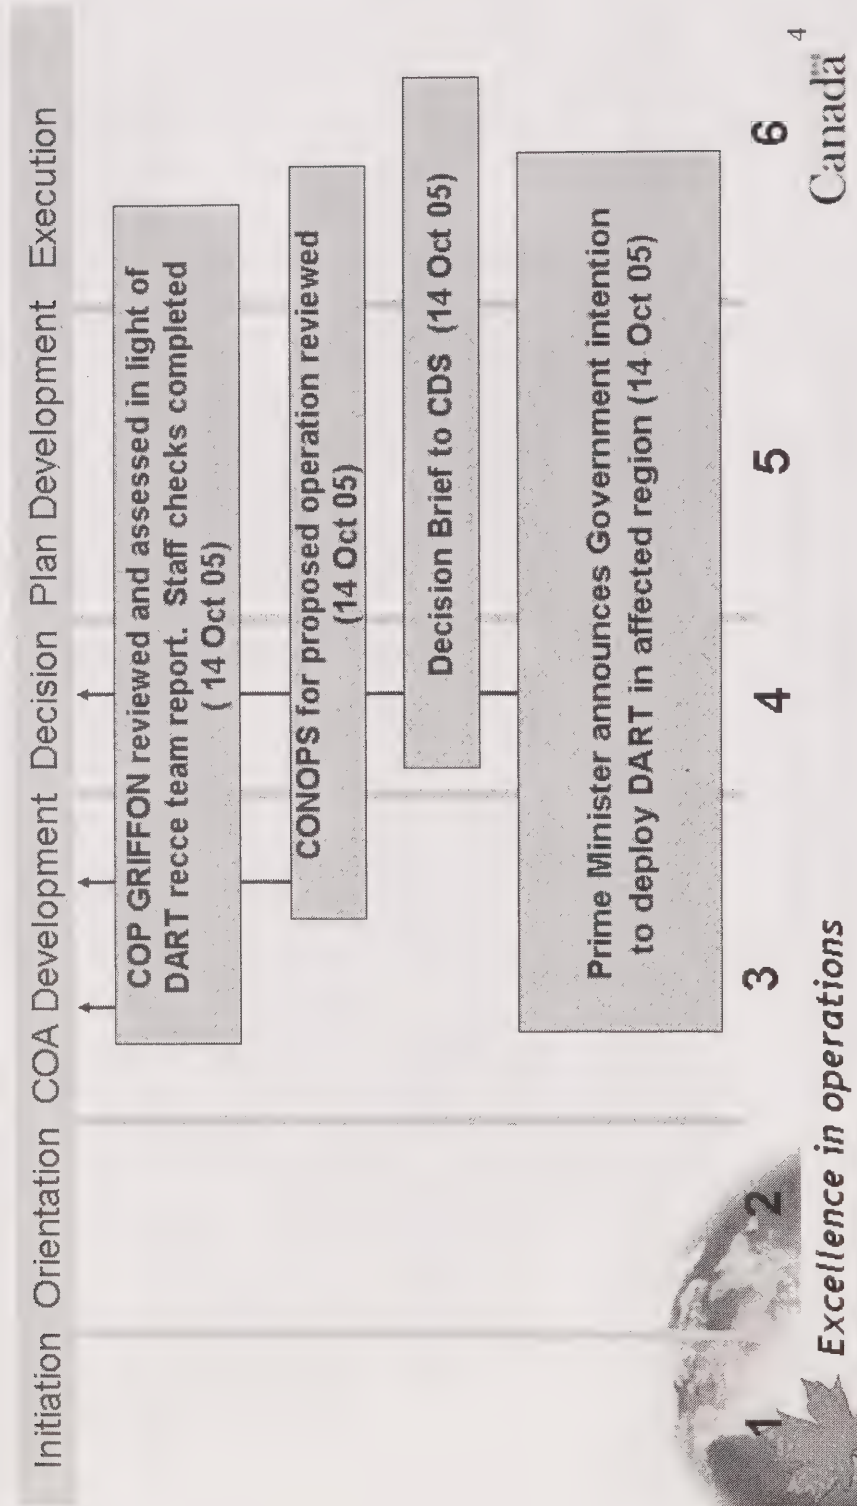 Initiation Orientation COA Development Decision Plan Development Execution
COP GRIFFON reviewed and assessed in light of
DART recce team report. Staff checks completed
( 14 Oct 05)
CONOPS for proposed operation reviewed
(14 Oct 05)
Decision Brief to CDS (14 Oct 05)
Prime Minister announces Government intention
to deploy DART in affected region (14 Oct 05)
1 2 3 4 5 6
Excellence in operations
Canada
4